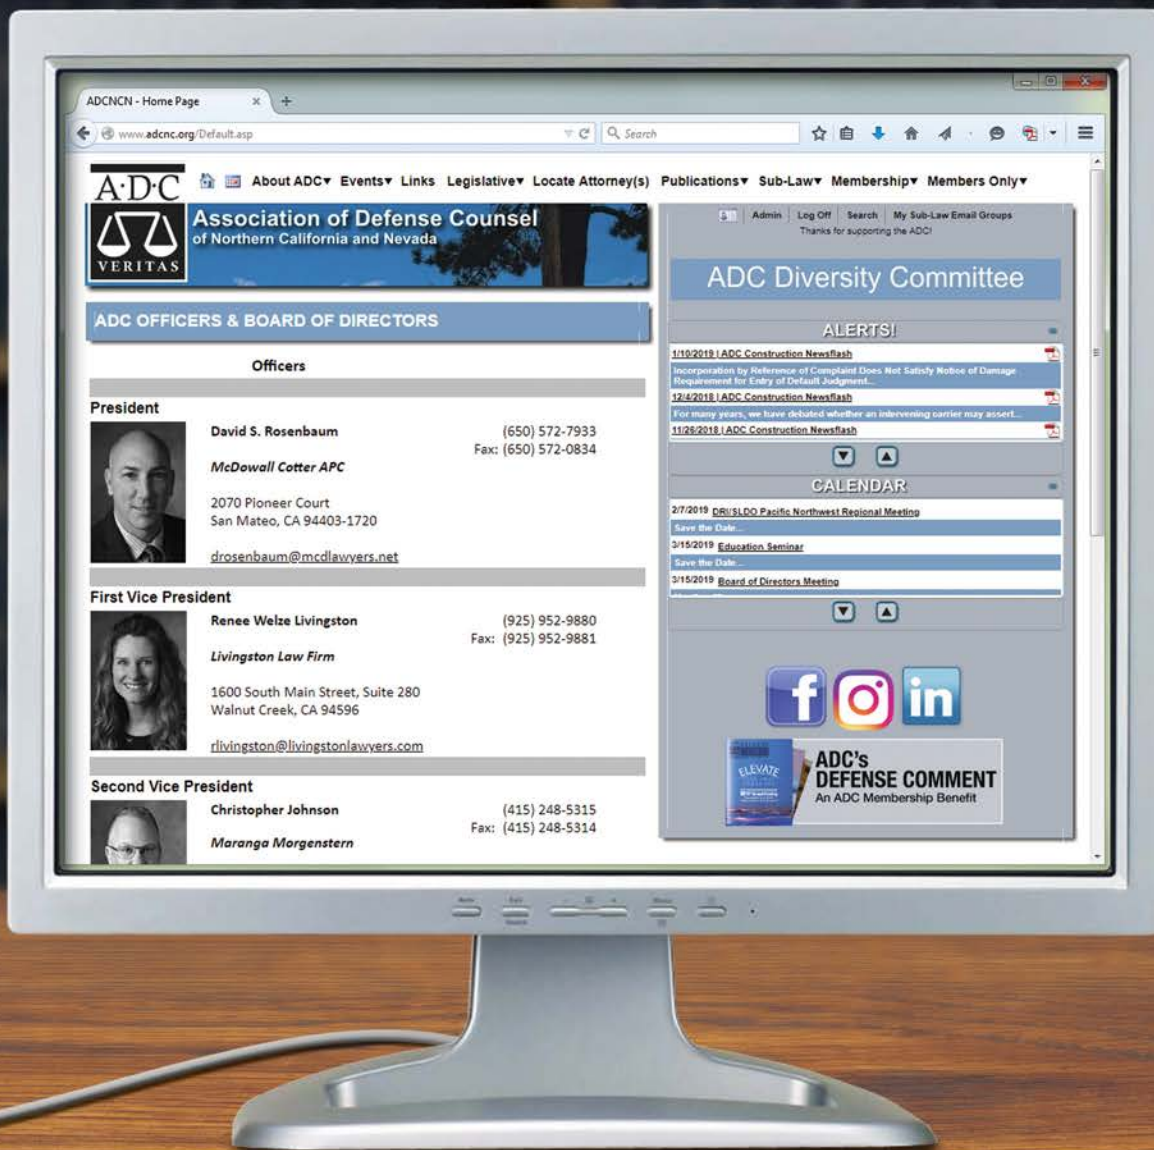 ADCNCN - Home Page
www.adcnc.org/Default.asp
Search
A·D·C
VERITAS
About ADC Events Links Legislative Locate Attorney(s) Publications Sub-Law Membership Members Only
Association of Defense Counsel
of Northern California and Nevada
ADC OFFICERS & BOARD OF DIRECTORS
Officers
President
David S. Rosenbaum (650) 572-7933
Fax: (650) 572-0834
McDowall Cotter APC
2070 Pioneer Court
San Mateo, CA 94403-1720
drosenbaum@mcdlawyers.net
First Vice President
Renee Welze Livingston (925) 952-9880
Fax: (925) 952-9881
Livingston Law Firm
1600 South Main Street, Suite 280
Walnut Creek, CA 94596
rlivingston@livingstonlawyers.com
Second Vice President
Christopher Johnson (415) 248-5315
Fax: (415) 248-5314
Maranga Morgenstern
Admin Log Off Search My Sub-Law Email Groups
Thanks for supporting the ADC!
ADC Diversity Committee
ALERTS!
1/10/2019 | ADC Construction Newsflash
Incorporation by Reference of Complaint Does Not Satisfy Notice of Damage
Requirement for Entry of Default Judgment...
12/4/2018 | ADC Construction Newsflash
For many years, we have debated whether an intervening carrier may assert...
11/26/2018 | ADC Construction Newsflash
CALENDAR
2/7/2019 DRI/SLDO Pacific Northwest Regional Meeting
Save the Date...
3/15/2019 Education Seminar
Save the Date...
3/15/2019 Board of Directors Meeting
f
in
ELEVATE
ADC's
DEFENSE COMMENT
An ADC Membership Benefit